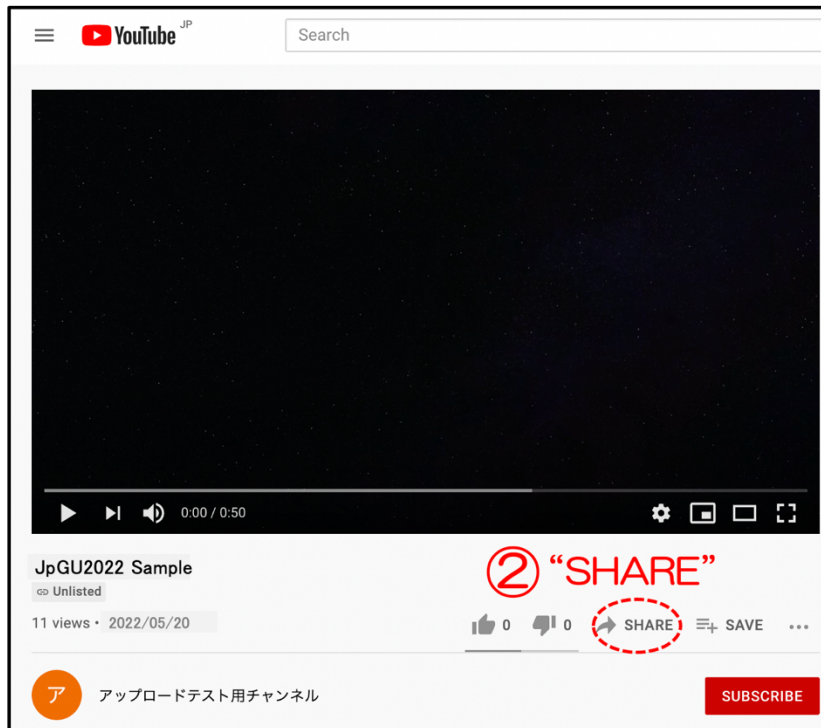 YouTube JP
Search
0:00 / 0:50
JpGU2022 Sample
② “SHARE”
Unlisted
11 views • 2022/05/20
0 0 SHARE SAVE
ア アップロードテスト用チャンネル SUBSCRIBE